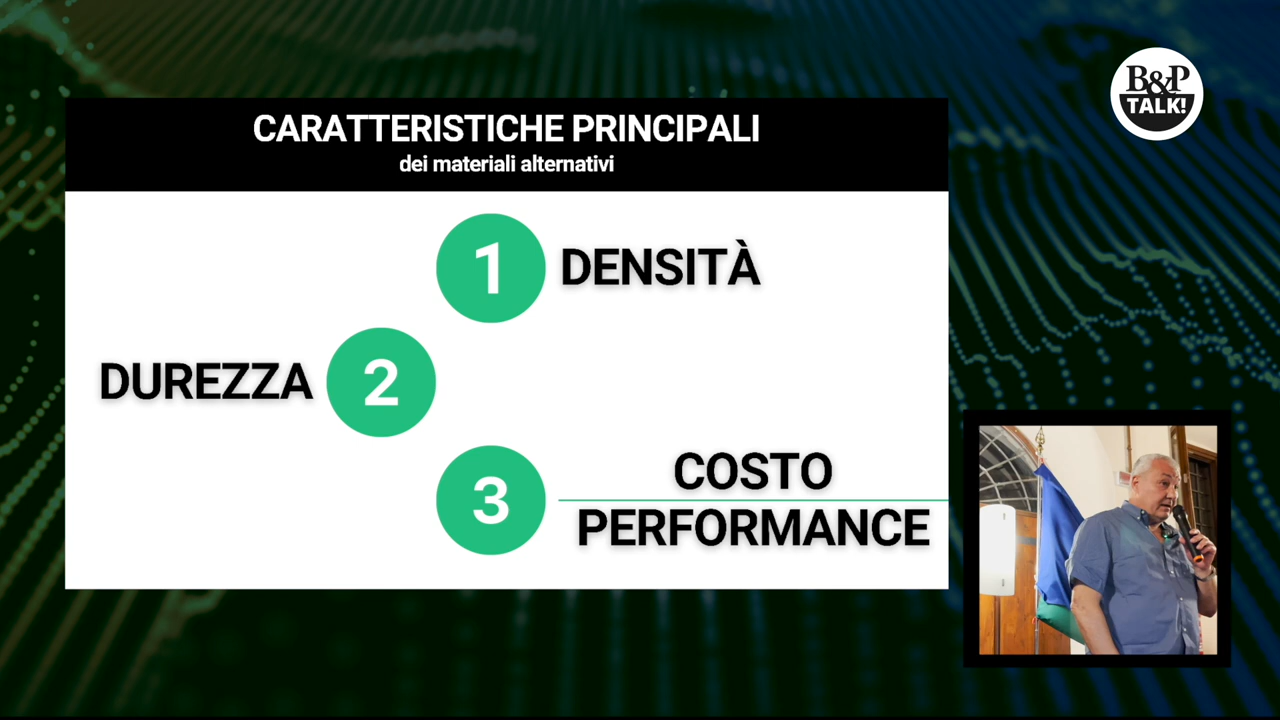 B&P
TALK!
CARATTERISTICHE PRINCIPALI
dei materiali alternativi
1 DENSITÀ
DUREZZA 2
3 COSTO
PERFORMANCE